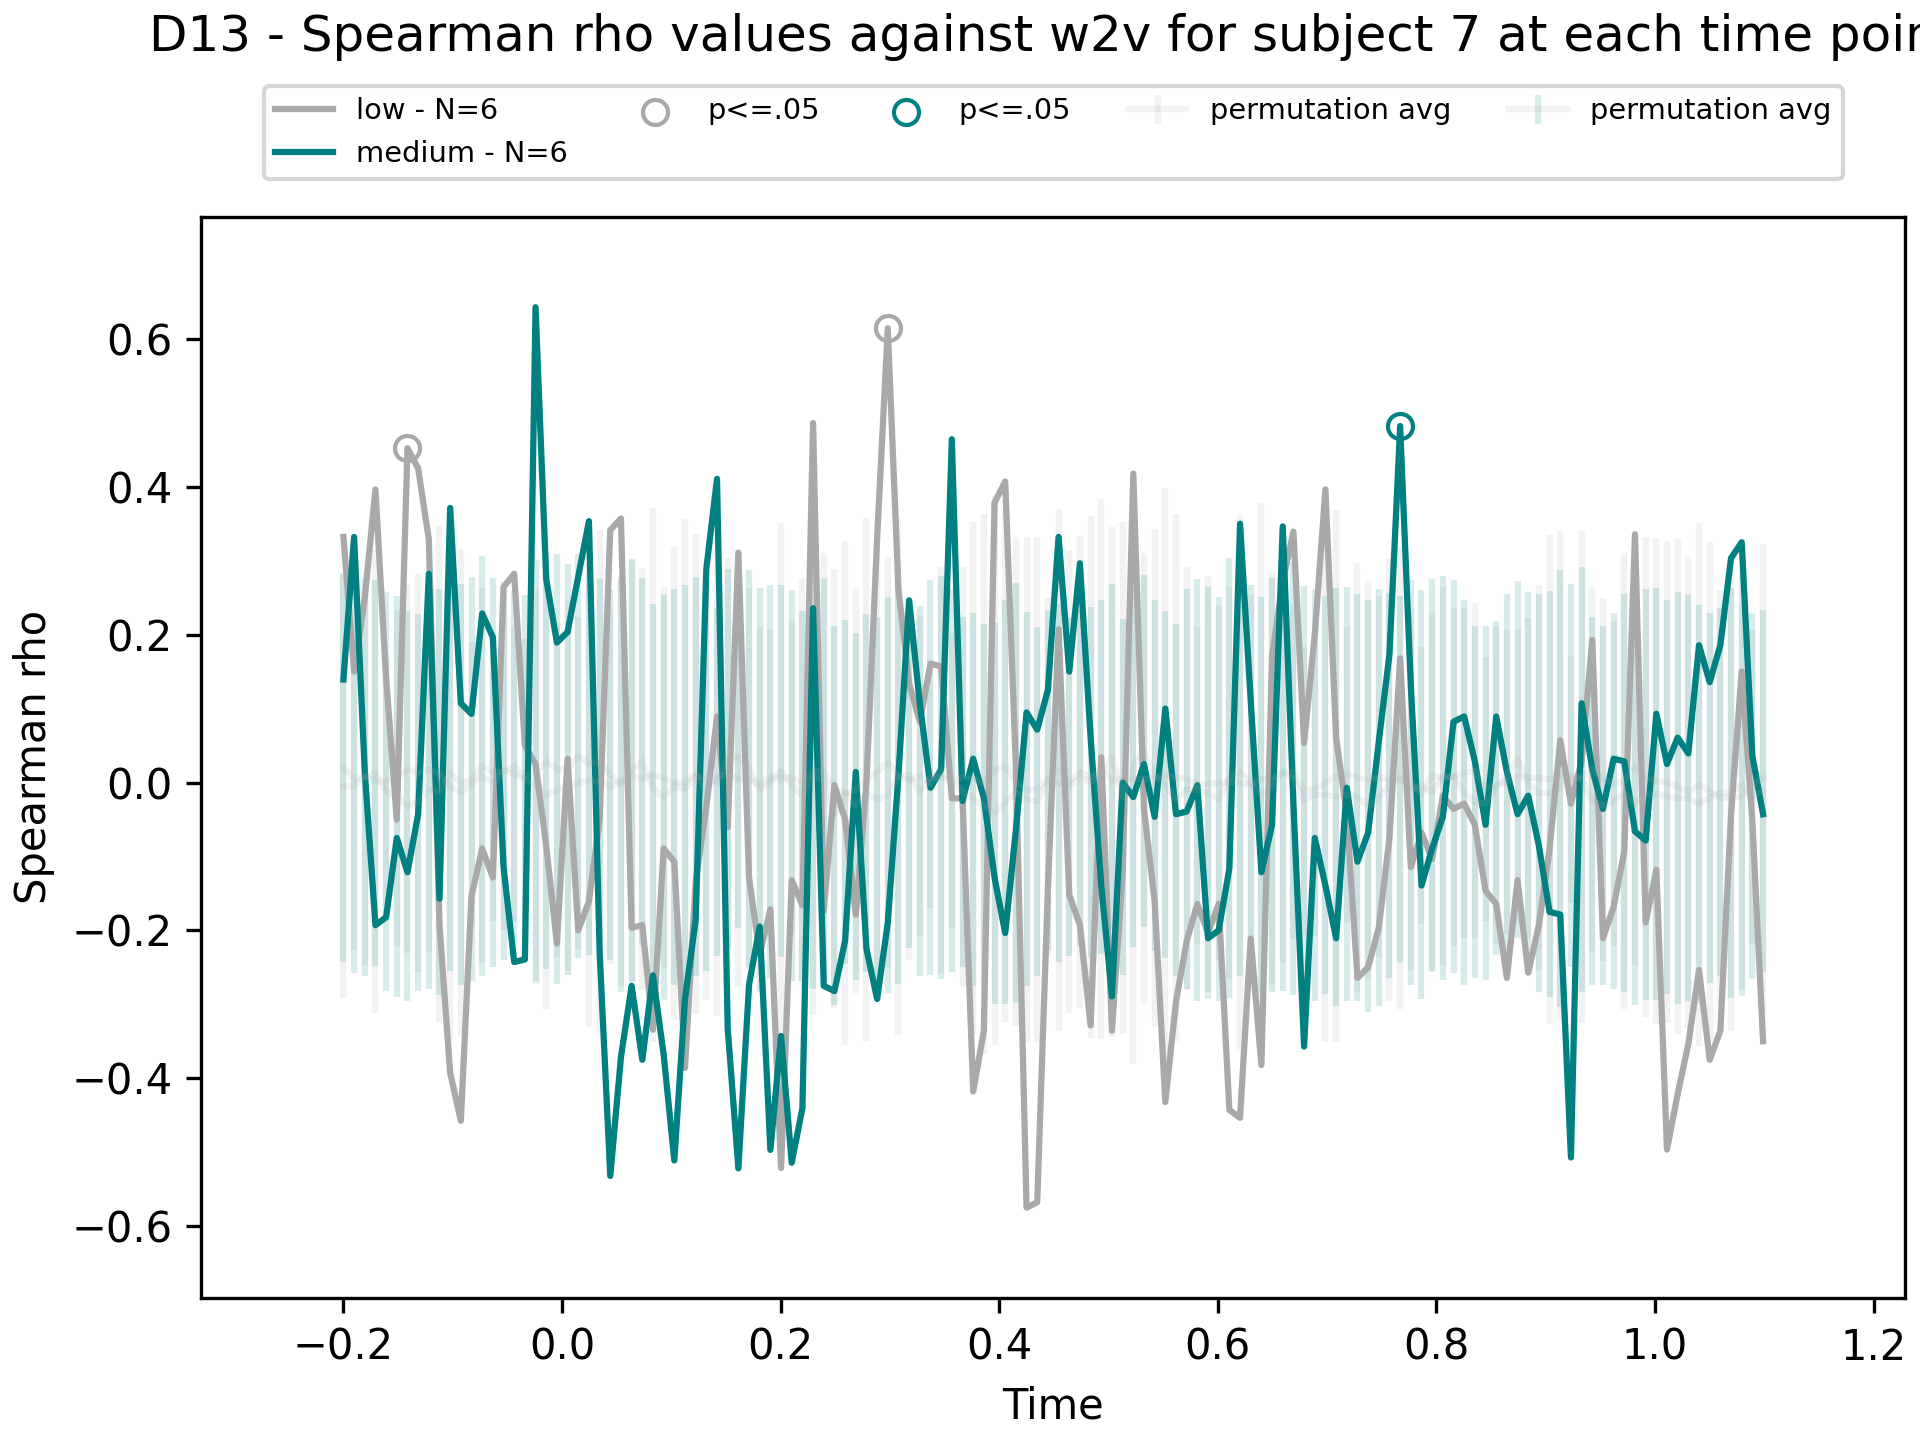 D13 - Spearman rho values against w2v for subject 7 at each time poin
low - N=6
medium - N=6
p<=.05
p<=.05
permutation avg
permutation avg
Spearman rho
0.6
0.4
0.2
0.0
−0.2
−0.4
−0.6
−0.2 0.0 0.2 0.4 0.6 0.8 1.0 1.2
Time